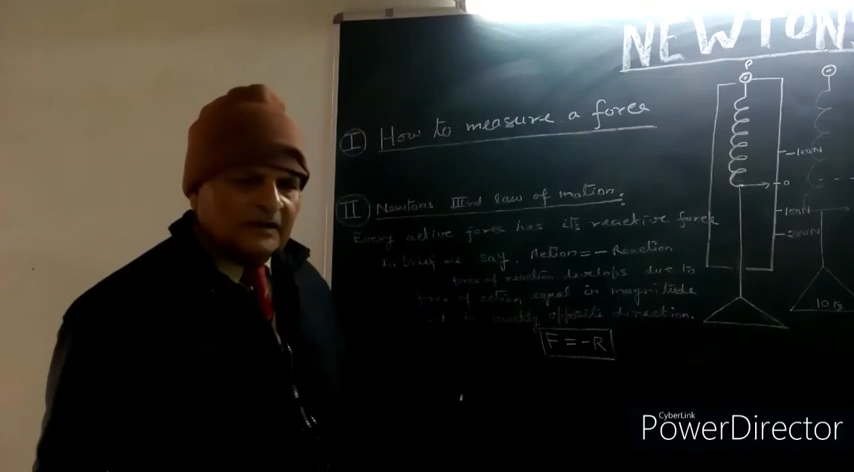 NEWTONS
I How to measure a force
II Newtons IIIrd law of motion:
Every active force has its reactive force
In brief we say, Action = - Reaction
force of reaction develops due to
force of action equal in magnitude
in exactly opposite direction.
F = -R
P
-100N
0
100N
200N
CyberLink
PowerDirector